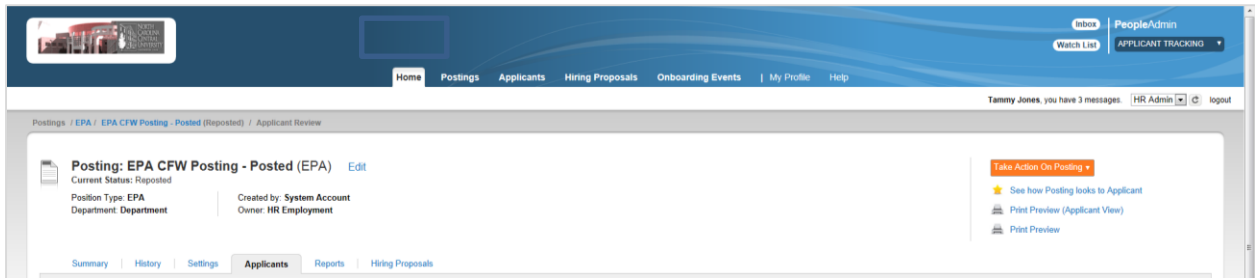 NORTH
CAROLINA
CENTRAL
UNIVERSITY
Inbox PeopleAdmin
Watch List APPLICANT TRACKING
Home Postings Applicants Hiring Proposals Onboarding Events | My Profile Help
Tammy Jones, you have 3 messages. HR Admin logout
Postings / EPA / EPA CFW Posting - Posted (Reposted) / Applicant Review
Posting: EPA CFW Posting - Posted (EPA) Edit
Current Status: Reposted
Position Type: EPA Created by: System Account
Department: Department Owner: HR Employment
Take Action On Posting
See how Posting looks to Applicant
Print Preview (Applicant View)
Print Preview
Summary History Settings Applicants Reports Hiring Proposals